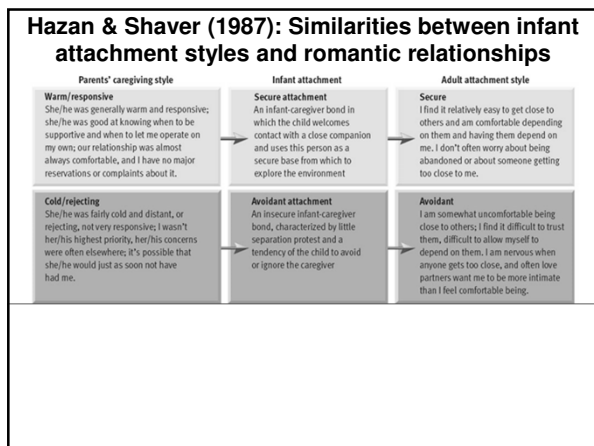 Hazan & Shaver (1987): Similarities between infant
attachment styles and romantic relationships
Parents' caregiving style
Infant attachment
Adult attachment style
Warm/responsive
She/he was generally warm and responsive;
she/he was good at knowing when to be
supportive and when to let me operate on
my own; our relationship was almost
always comfortable, and I have no major
reservations or complaints about it.
Secure attachment
An infant-caregiver bond in
which the child welcomes
contact with a close companion
and uses this person as a
secure base from which to
explore the environment
Secure
I find it relatively easy to get close to
others and am comfortable depending
on them and having them depend on
me. I don't often worry about being
abandoned or about someone getting
too close to me.
Cold/rejecting
She/he was fairly cold and distant, or
rejecting, not very responsive; I wasn't
her/his highest priority, her/his concerns
were often elsewhere; it's possible that
she/he would just as soon not have
had me.
Avoidant attachment
An insecure infant-caregiver
bond, characterized by little
separation protest and a
tendency of the child to avoid
or ignore the caregiver
Avoidant
I am somewhat uncomfortable being
close to others; I find it difficult to trust
them, difficult to allow myself to
depend on them. I am nervous when
anyone gets too close, and often love
partners want me to be more intimate
than I feel comfortable being.